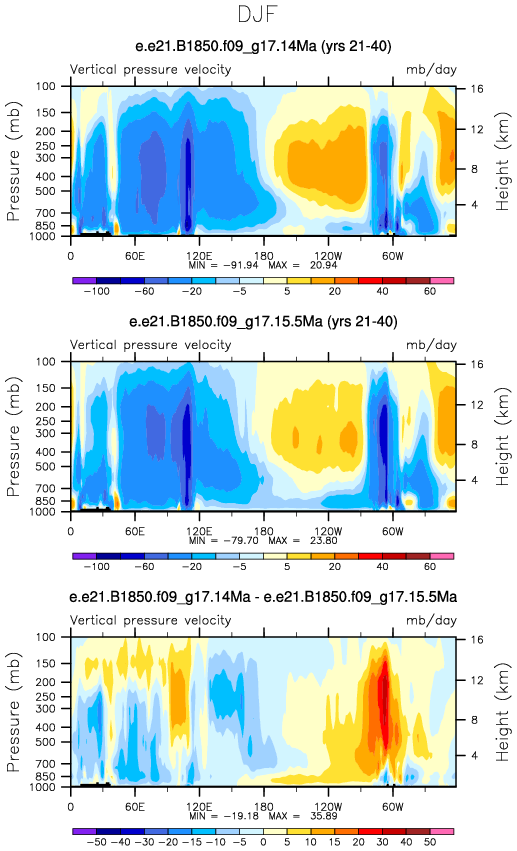 DJF
e.e21.B1850.f09_g17.14Ma (yrs 21-40)
Vertical pressure velocity mb/day
Pressure (mb)
100
150
200
250
300
400
500
700
850
1000
16
12
8
4
Height (km)
0 60E 120E 180 120W 60W
MIN = -91.94 MAX = 20.94
-100 -60 -20 -5 5 20 40 60
e.e21.B1850.f09_g17.15.5Ma (yrs 21-40)
Vertical pressure velocity mb/day
Pressure (mb)
100
150
200
250
300
400
500
700
850
1000
16
12
8
4
Height (km)
0 60E 120E 180 120W 60W
MIN = -79.70 MAX = 23.80
-100 -60 -20 -5 5 20 40 60
e.e21.B1850.f09_g17.14Ma - e.e21.B1850.f09_g17.15.5Ma
Vertical pressure velocity mb/day
Pressure (mb)
100
150
200
250
300
400
500
700
850
1000
16
12
8
4
Height (km)
0 60E 120E 180 120W 60W
MIN = -19.18 MAX = 35.89
-50 -40 -30 -20 -15 -10 -5 0 5 10 15 20 30 40 50